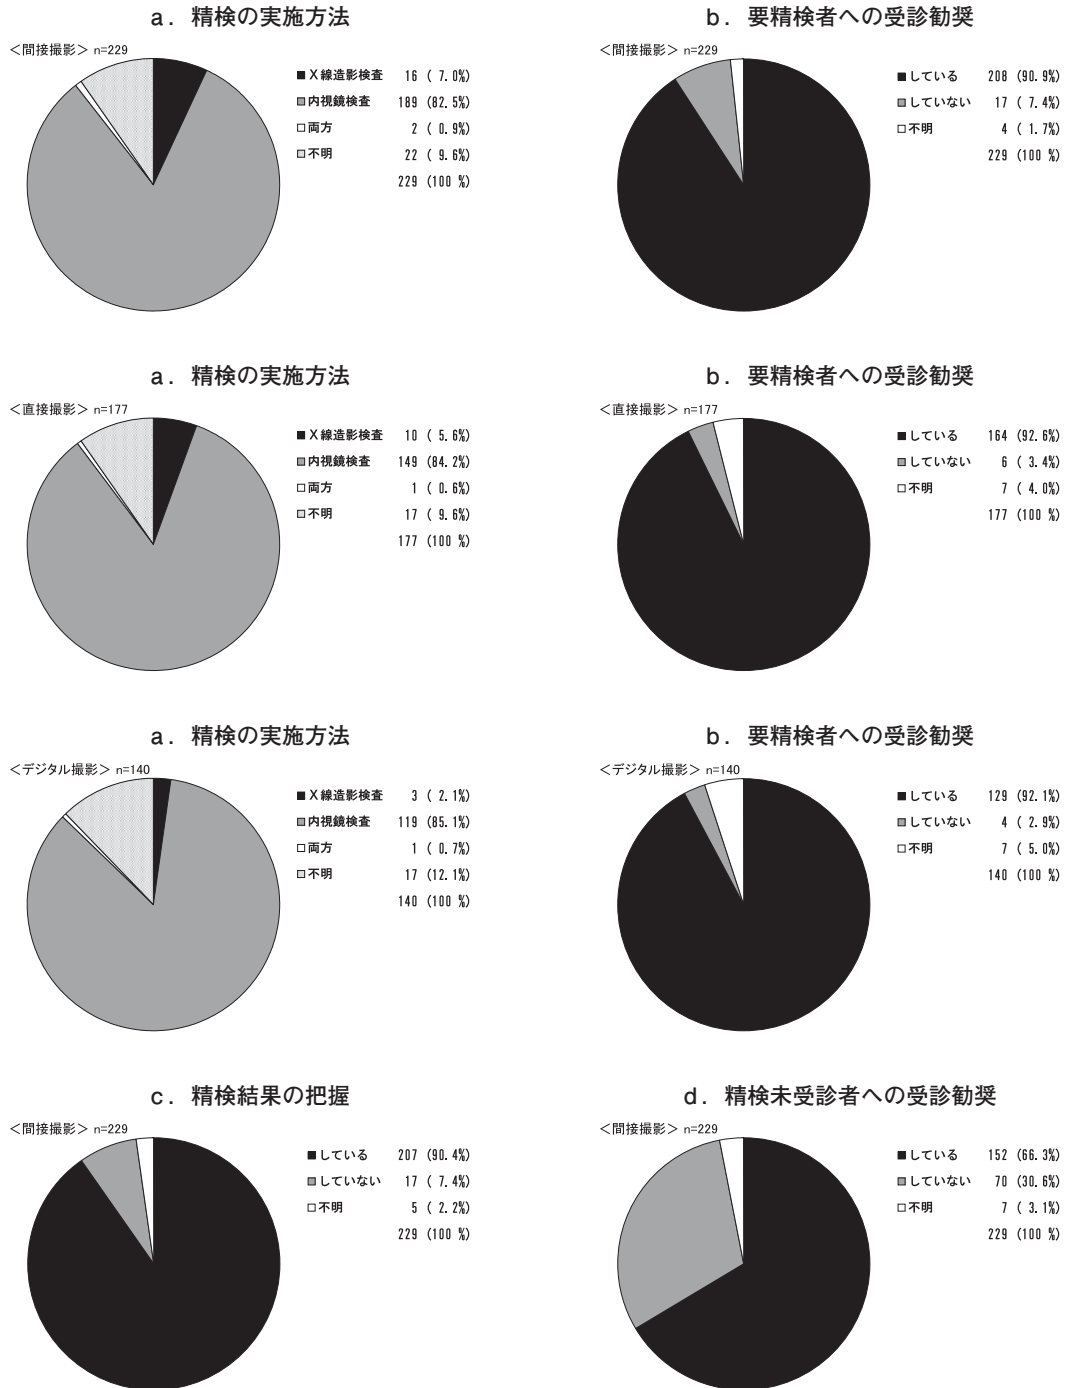 a. 精検の実施方法
＜間接撮影＞ n=229
■X線造影検査 16 ( 7.0%)
■内視鏡検査 189 (82.5%)
□両方 2 ( 0.9%)
□不明 22 ( 9.6%)
229 (100 %)
b. 要精検者への受診勧奨
＜間接撮影＞ n=229
■している 208 (90.9%)
■していない 17 ( 7.4%)
□不明 4 ( 1.7%)
229 (100 %)
a. 精検の実施方法
＜直接撮影＞ n=177
■X線造影検査 10 ( 5.6%)
■内視鏡検査 149 (84.2%)
□両方 1 ( 0.6%)
□不明 17 ( 9.6%)
177 (100 %)
b. 要精検者への受診勧奨
＜直接撮影＞ n=177
■している 164 (92.6%)
■していない 6 ( 3.4%)
□不明 7 ( 4.0%)
177 (100 %)
a. 精検の実施方法
＜デジタル撮影＞ n=140
■X線造影検査 3 ( 2.1%)
■内視鏡検査 119 (85.1%)
□両方 1 ( 0.7%)
□不明 17 (12.1%)
140 (100 %)
b. 要精検者への受診勧奨
＜デジタル撮影＞ n=140
■している 129 (92.1%)
■していない 4 ( 2.9%)
□不明 7 ( 5.0%)
140 (100 %)
c. 精検結果の把握
＜間接撮影＞ n=229
■している 207 (90.4%)
■していない 17 ( 7.4%)
□不明 5 ( 2.2%)
229 (100 %)
d. 精検未受診者への受診勧奨
＜間接撮影＞ n=229
■している 152 (66.3%)
■していない 70 (30.6%)
□不明 7 ( 3.1%)
229 (100 %)